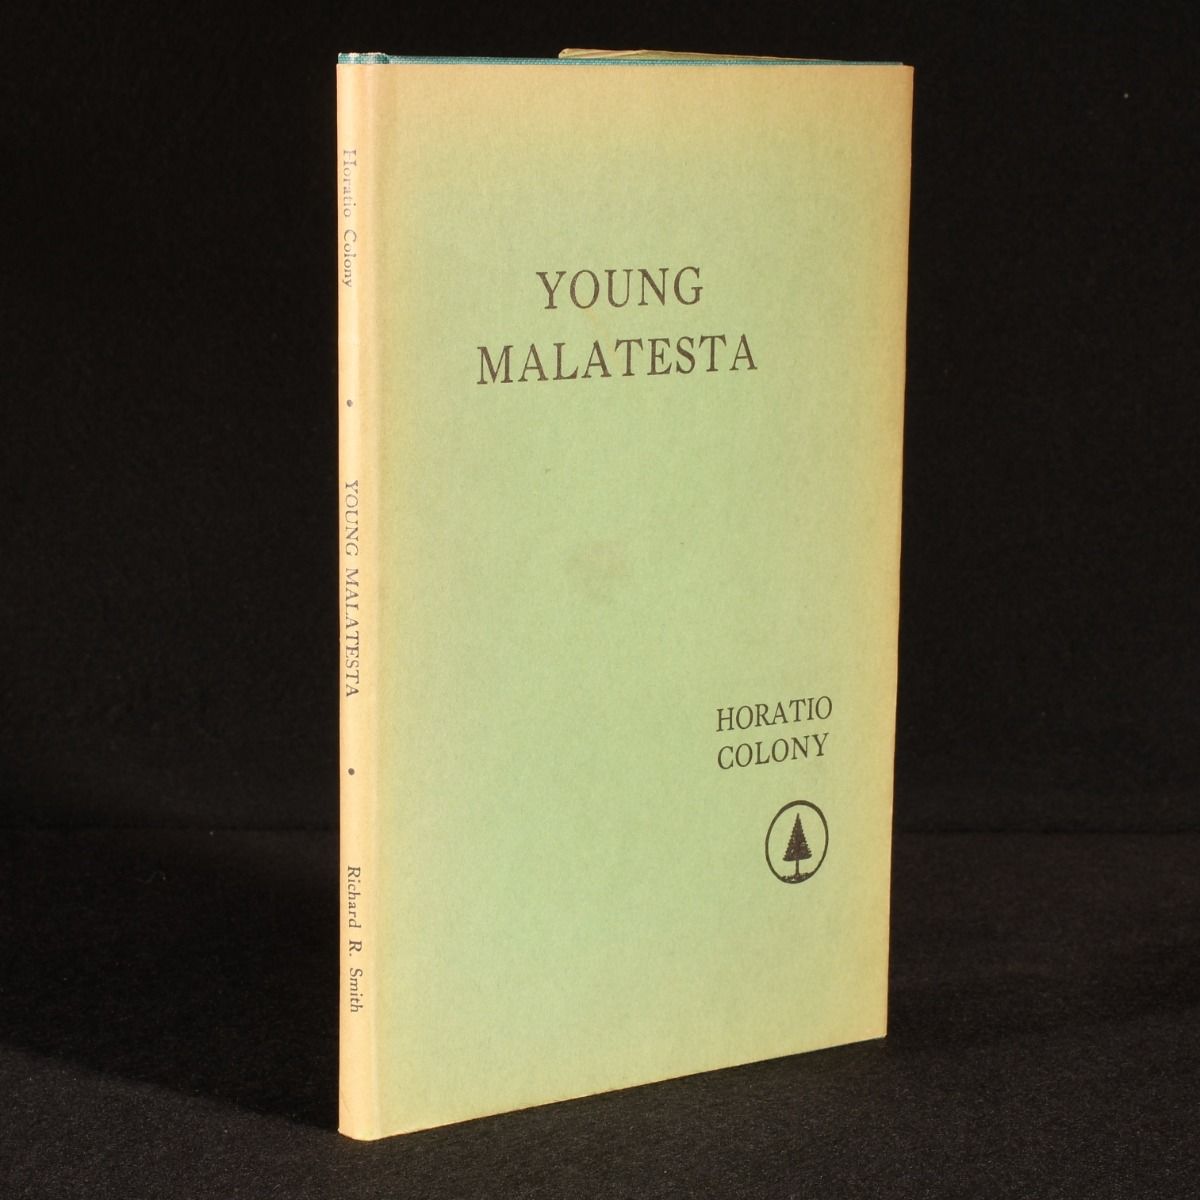 Horatio Colony • YOUNG MALATESTA • Richard R. Smith
YOUNG
MALATESTA
HORATIO
COLONY